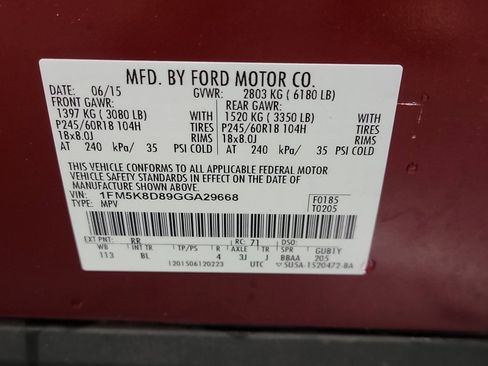 MFD. BY FORD MOTOR CO.
DATE: 06/15 GVWR: 2803 KG ( 6180 LB)
FRONT GAWR: REAR GAWR:
1397 KG ( 3080 LB) WITH 1520 KG ( 3350 LB) WITH
P245/60R18 104H TIRES P245/60R18 104H TIRES
18x8.0J RIMS 18x8.0J RIMS
AT 240 kPa/ 35 PSI COLD AT 240 kPa/ 35 PSI COLD
THIS VEHICLE CONFORMS TO ALL APPLICABLE FEDERAL MOTOR
VEHICLE SAFETY STANDARDS IN EFFECT ON THE DATE OF
MANUFACTURE SHOWN ABOVE.
VIN: 1FM5K8D89GGA29668 F0185
TYPE: MPV T0205
EXT PNT: RR RC: 71 DSO:
WB INT TR TP/PS R AXLE TR SPR GUBTY
113 BL 4 3J J BBAA 205
1201506120223 UTC 5U5A-1520472-BA